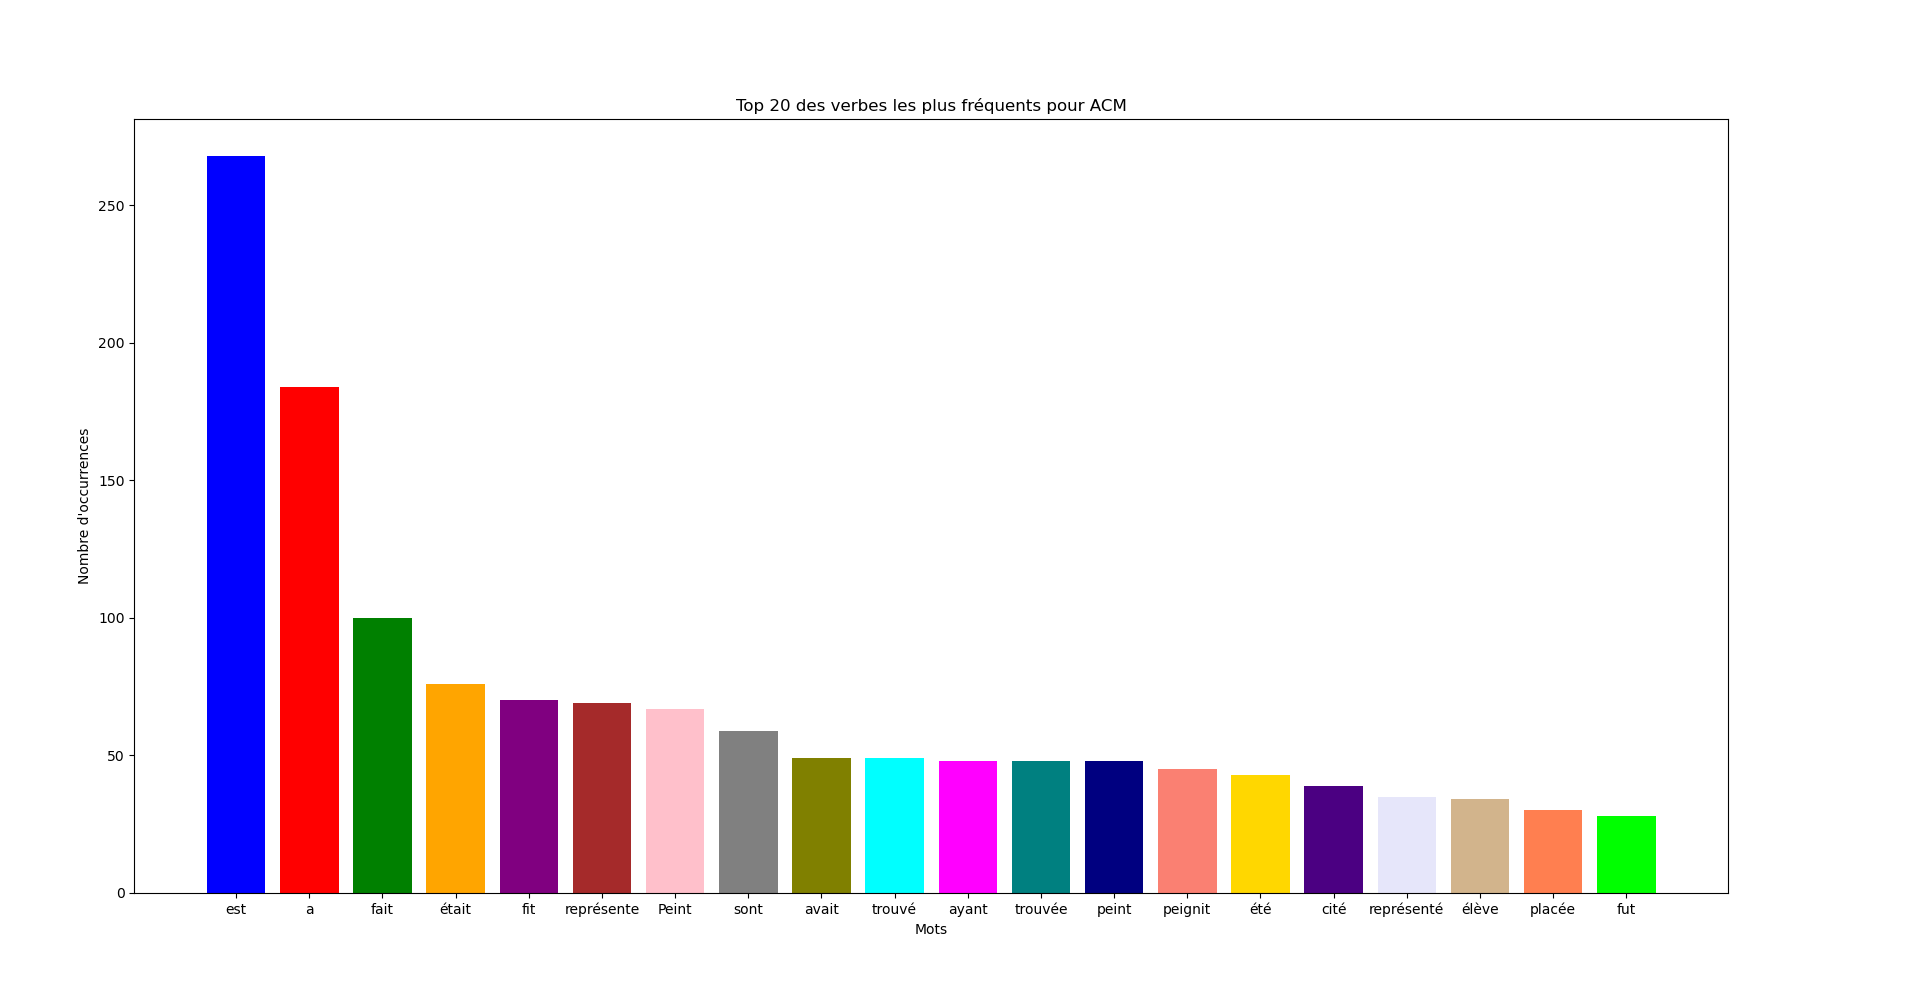 Top 20 des verbes les plus fréquents pour ACM
Nombre d'occurrences
250
200
150
100
50
0
est a fait était fit représente Peint sont avait trouvé ayant trouvée peint peignit été cité représenté élève placée fut
Mots